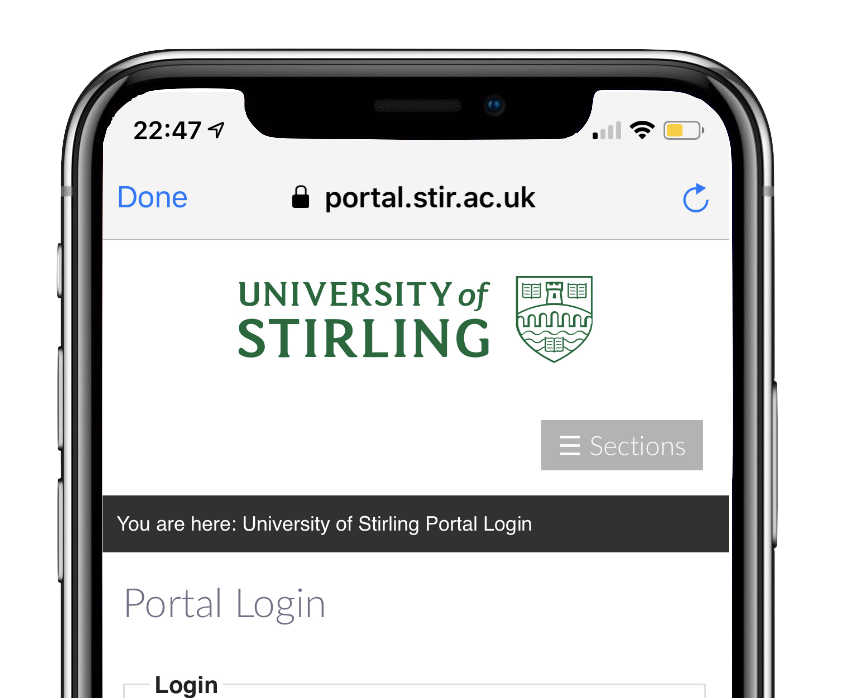 22:47
Done portal.stir.ac.uk
UNIVERSITY of
STIRLING
☰ Sections
You are here: University of Stirling Portal Login
Portal Login
Login